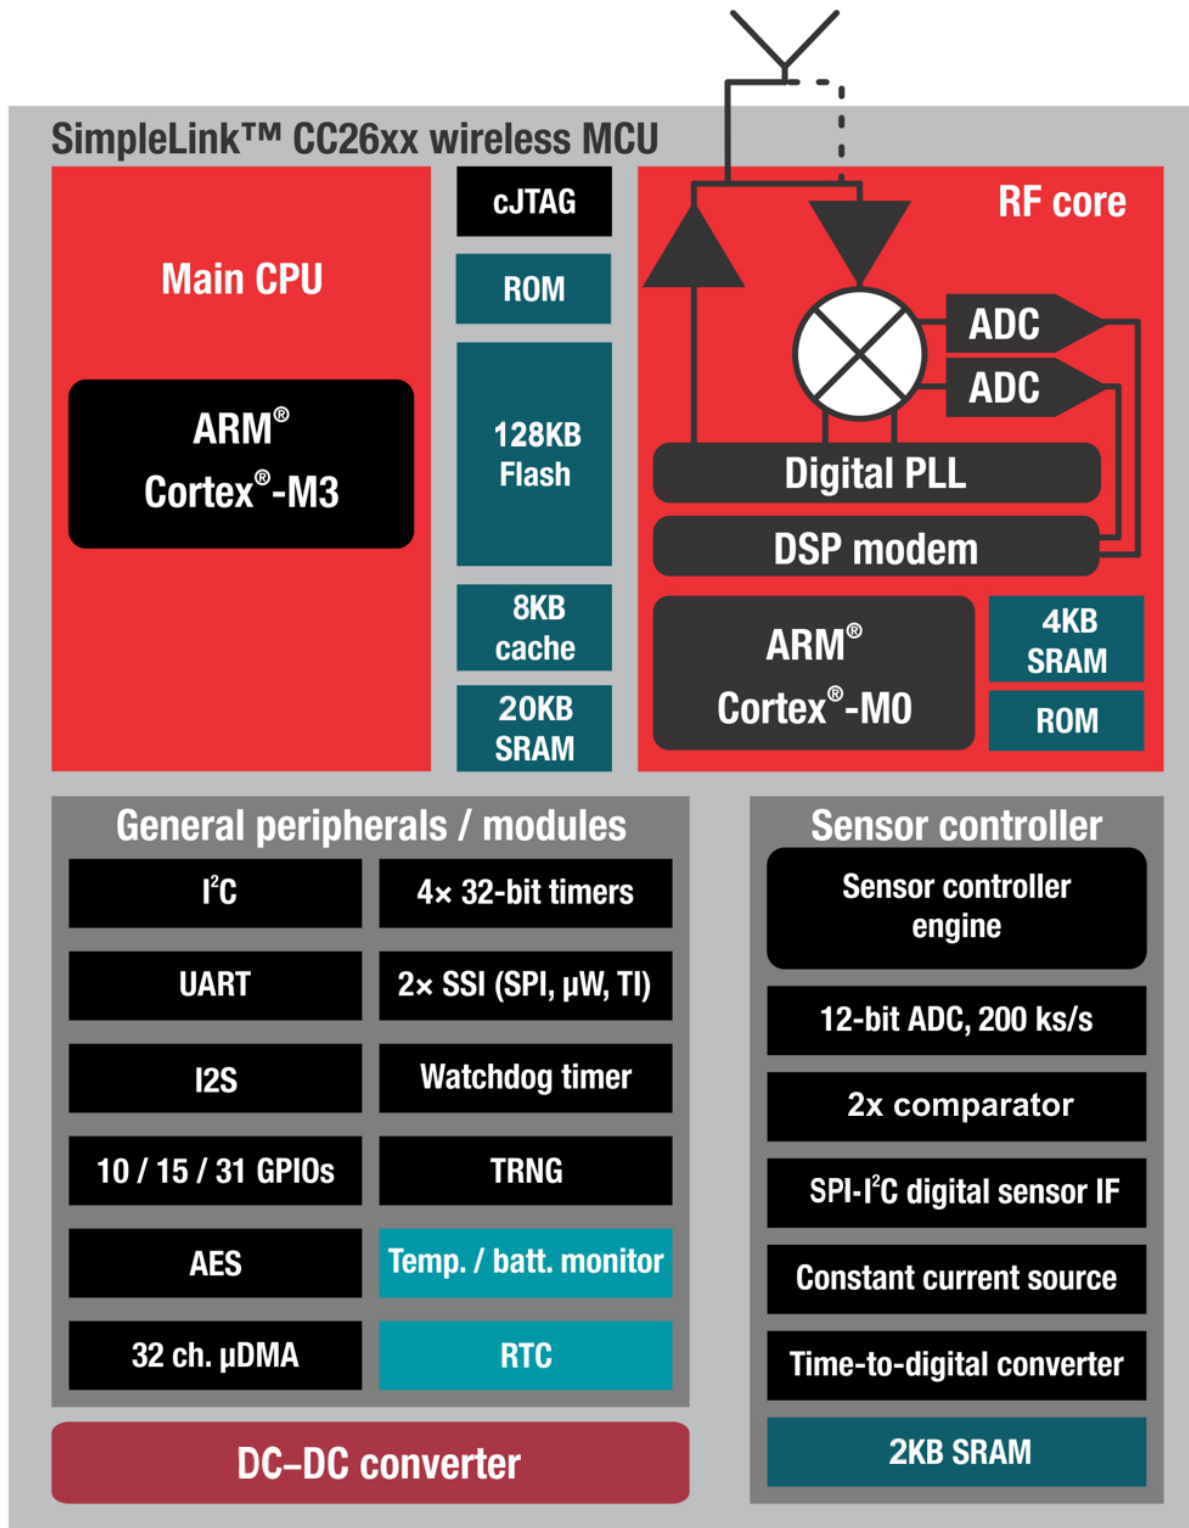 SimpleLink™ CC26xx wireless MCU
Main CPU
ARM®
Cortex®-M3
cJTAG
ROM
128KB
Flash
8KB
cache
20KB
SRAM
RF core
ADC
ADC
Digital PLL
DSP modem
ARM®
Cortex®-M0
4KB
SRAM
ROM
General peripherals / modules
I²C
4× 32-bit timers
UART
2× SSI (SPI, µW, TI)
I2S
Watchdog timer
10 / 15 / 31 GPIOs
TRNG
AES
Temp. / batt. monitor
32 ch. µDMA
RTC
DC–DC converter
Sensor controller
Sensor controller
engine
12-bit ADC, 200 ks/s
2x comparator
SPI-I²C digital sensor IF
Constant current source
Time-to-digital converter
2KB SRAM